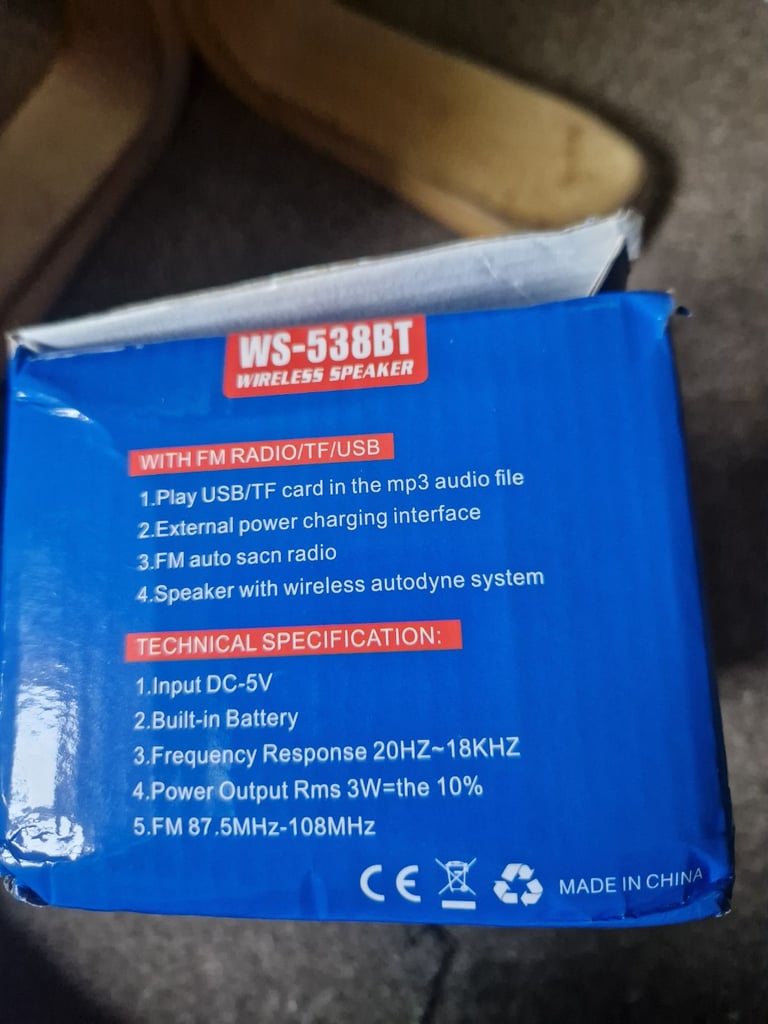 WS-538BT
WIRELESS SPEAKER
WITH FM RADIO/TF/USB
1.Play USB/TF card in the mp3 audio file
2.External power charging interface
3.FM auto sacn radio
4.Speaker with wireless autodyne system
TECHNICAL SPECIFICATION:
1.Input DC-5V
2.Built-in Battery
3.Frequency Response 20HZ~18KHZ
4.Power Output Rms 3W=the 10%
5.FM 87.5MHz-108MHz
CE MADE IN CHINA